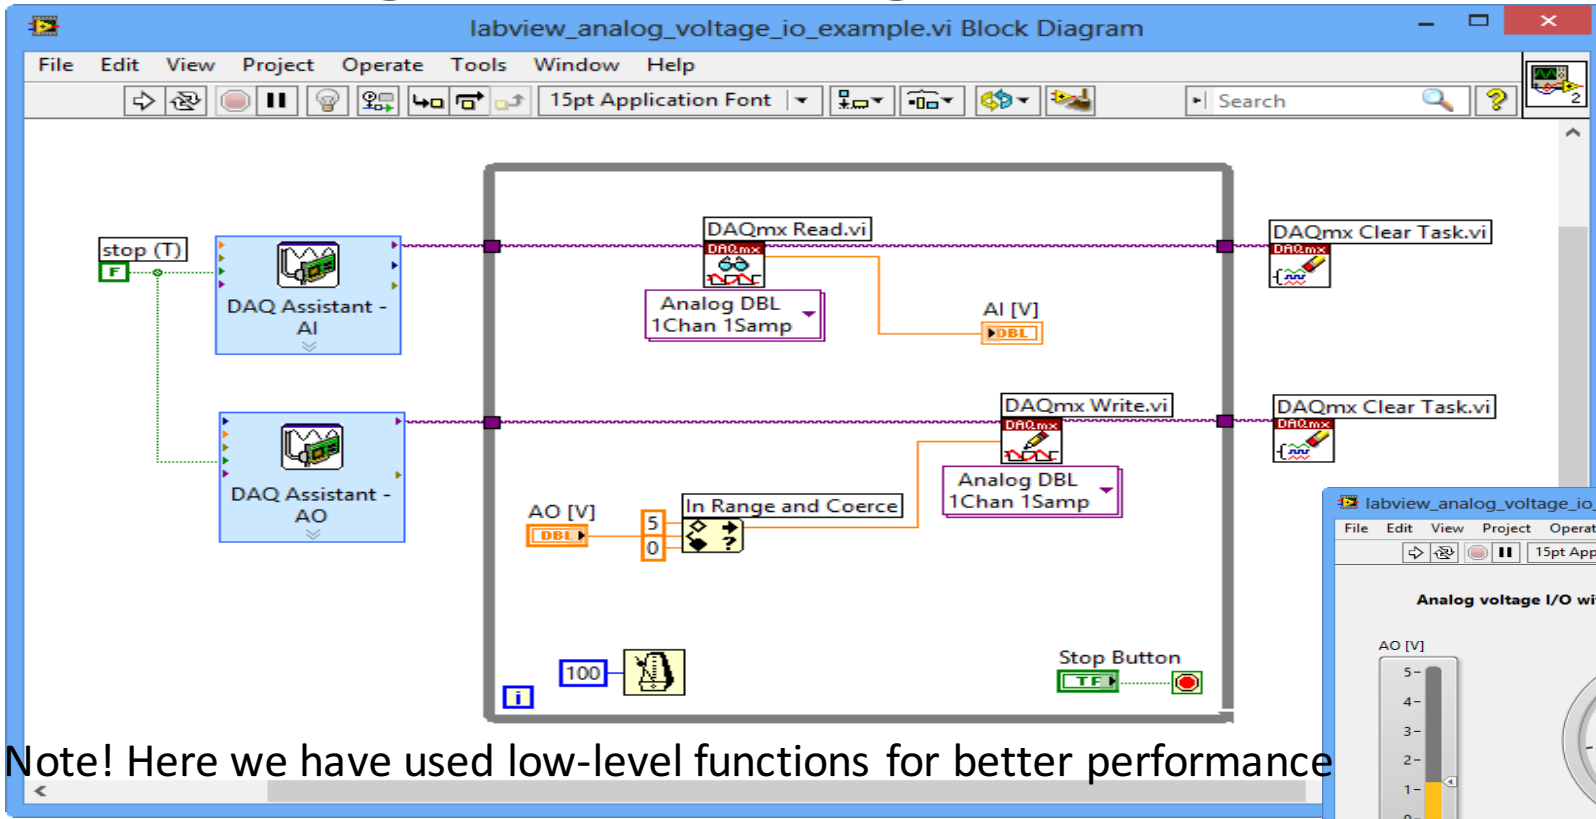 labview_analog_voltage_io_example.vi Block Diagram
File Edit View Project Operate Tools Window Help
15pt Application Font
Search
2
stop (T)
F
DAQ Assistant -
AI
DAQ Assistant -
AO
DAQmx Read.vi
DAQmx
Analog DBL
1Chan 1Samp
AI [V]
DBL
DAQmx Clear Task.vi
DAQmx
DAQmx Write.vi
DAQmx
Analog DBL
1Chan 1Samp
DAQmx Clear Task.vi
DAQmx
AO [V]
DBL
5
0
In Range and Coerce
100
i
Stop Button
TF
Note! Here we have used low-level functions for better performance
labview_analog_voltage_io_
File Edit View Project Operat
15pt App
Analog voltage I/O wi
AO [V]
5
4
3
2
1
0